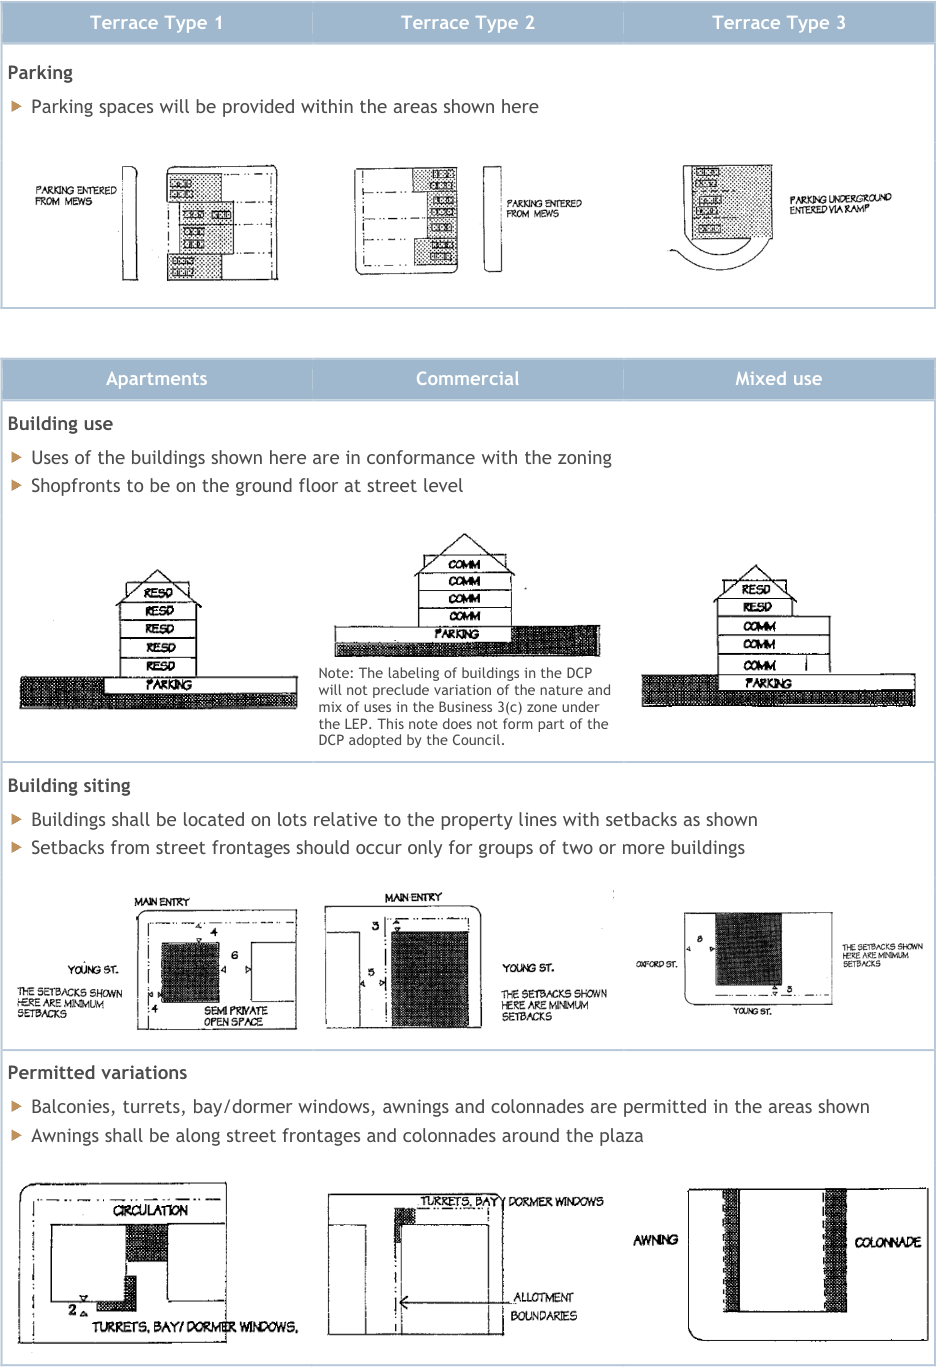 Terrace Type 1 Terrace Type 2 Terrace Type 3
Parking
Parking spaces will be provided within the areas shown here
PARKING ENTERED
FROM MEWS
PARKING ENTERED
FROM MEWS
PARKING UNDERGROUND
ENTERED VIA RAMP
Apartments Commercial Mixed use
Building use
Uses of the buildings shown here are in conformance with the zoning
Shopfronts to be on the ground floor at street level
RESD
RESD
RESD
RESD
RESD
PARKING
COMM
COMM
COMM
COMM
PARKING
Note: The labeling of buildings in the DCP
will not preclude variation of the nature and
mix of uses in the Business 3(c) zone under
the LEP. This note does not form part of the
DCP adopted by the Council.
RESD
RESD
COMM
COMM
COMM
PARKING
Building siting
Buildings shall be located on lots relative to the property lines with setbacks as shown
Setbacks from street frontages should occur only for groups of two or more buildings
MAIN ENTRY
4
6
YOUNG ST.
THE SETBACKS SHOWN
HERE ARE MINIMUM
SETBACKS
4
SEMI PRIVATE
OPEN SPACE
MAIN ENTRY
3
5
YOUNG ST.
THE SETBACKS SHOWN
HERE ARE MINIMUM
SETBACKS
8
OXFORD ST.
THE SETBACKS SHOWN
HERE ARE MINIMUM
SETBACKS
YOUNG ST.
Permitted variations
Balconies, turrets, bay/dormer windows, awnings and colonnades are permitted in the areas shown
Awnings shall be along street frontages and colonnades around the plaza
CIRCULATION
2
TURRETS, BAY/ DORMER WINDOWS,
TURRETS, BAY/ DORMER WINDOWS
ALLOTMENT
BOUNDARIES
AWNING
COLONNADE